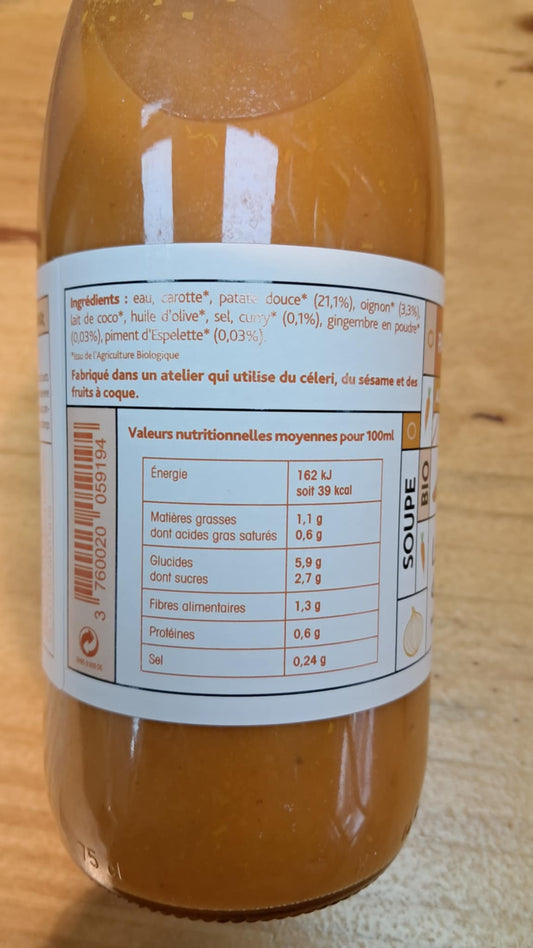 Ingrédients : eau, carotte*, patate douce* (21,1%), oignon* (3,3%),
lait de coco*, huile d'olive*, sel, curry* (0,1%), gingembre en poudre*
(0,03%), piment d'Espelette* (0,03%).
*issu de l'Agriculture Biologique
Fabriqué dans un atelier qui utilise du céleri, du sésame et des
fruits à coque.
Valeurs nutritionnelles moyennes pour 100ml
Énergie 162 kJ
soit 39 kcal
Matières grasses 1,1 g
dont acides gras saturés 0,6 g
Glucides 5,9 g
dont sucres 2,7 g
Fibres alimentaires 1,3 g
Protéines 0,6 g
Sel 0,24 g
3 760020 059194
SOUPE
BIO
75 cl